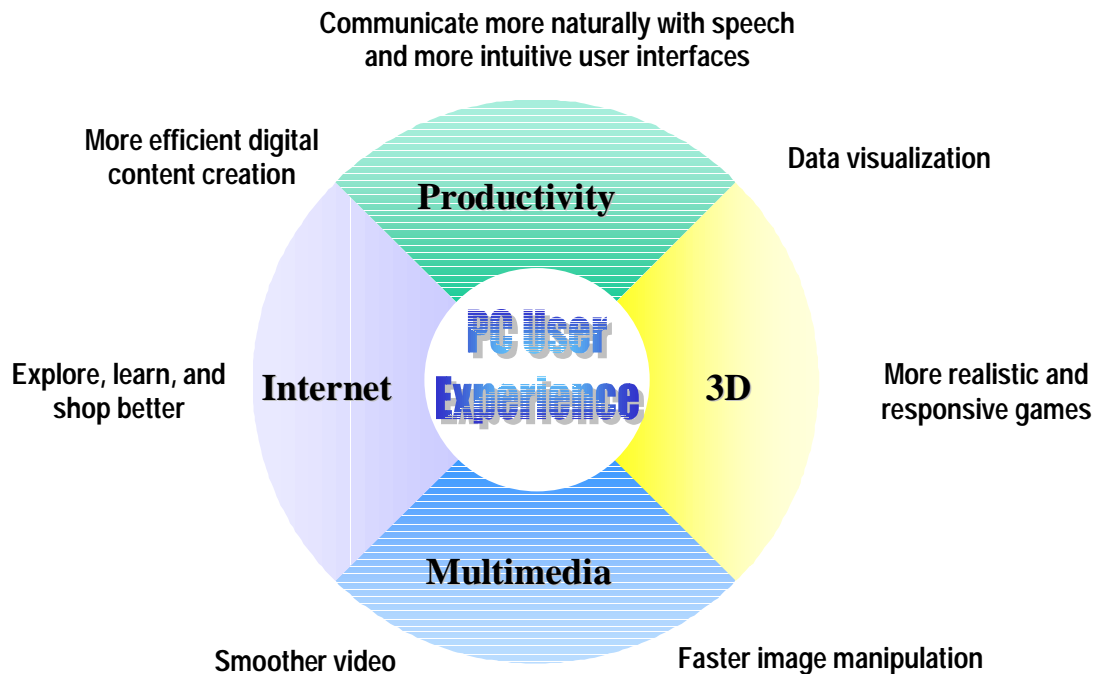 Communicate more naturally with speech
and more intuitive user interfaces
More efficient digital
content creation
Data visualization
Productivity
PC User
Experience
Explore, learn, and
shop better
Internet
3D
More realistic and
responsive games
Multimedia
Smoother video
Faster image manipulation